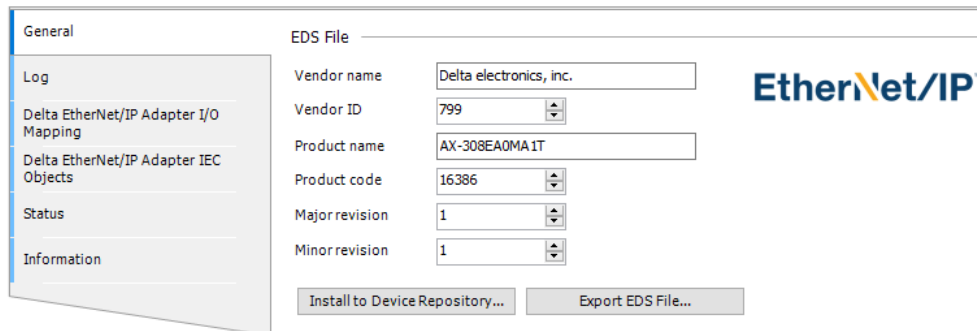 General
Log
Delta EtherNet/IP Adapter I/O
Mapping
Delta EtherNet/IP Adapter IEC
Objects
Status
Information
EDS File
Vendor name Delta electronics, inc.
Vendor ID 799
Product name AX-308EA0MA1T
Product code 16386
Major revision 1
Minor revision 1
Install to Device Repository... Export EDS File...
EtherNet/IP